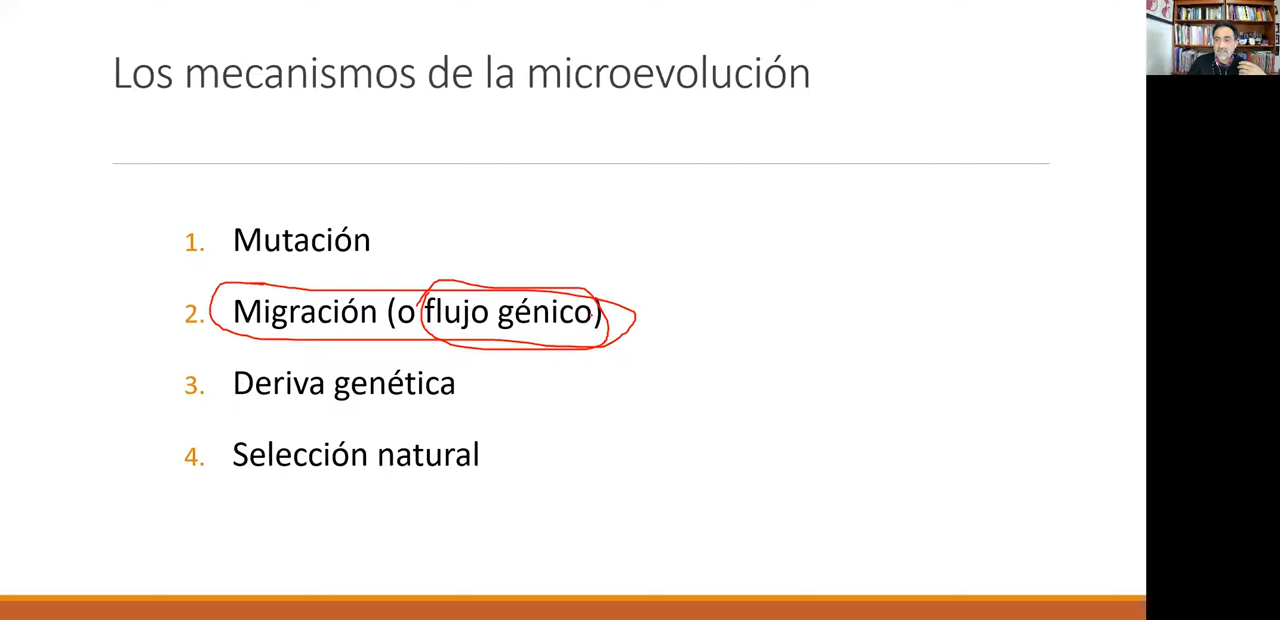 Los mecanismos de la microevolución
1. Mutación
2. Migración (o flujo génico)
3. Deriva genética
4. Selección natural